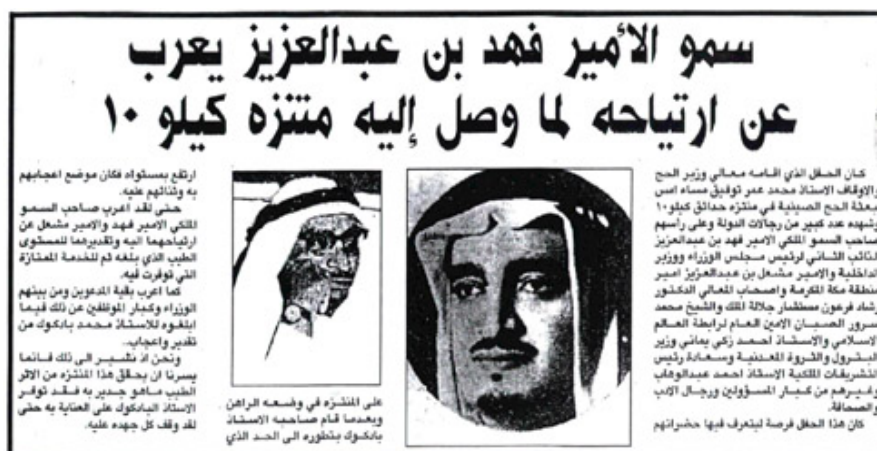 سمو الأمير فهد بن عبدالعزيز يعرب
عن ارتياحه لما وصل إليه متنزه كيلو ١٠
كان الحفل الذي اقامه معالي وزير الحج
والاوقاف الاستاذ محمد عمر توفيق مساء امس
لبعثة الحج الصينية في منتزه حدائق كيلو ١٠
وشهده عدد كبير من رجالات الدولة وعلى رأسهم
صاحب السمو الملكي الامير فهد بن عبدالعزيز
النائب الثاني لرئيس مجلس الوزراء ووزير
الداخلية والامير مشعل بن عبدالعزيز امير
منطقة مكة المكرمة واصحاب المعالي الدكتور
رشاد فرعون مستشار جلالة الملك والشيخ محمد
سرور الصبان الامين العام لرابطة العالم
الاسلامي والاستاذ احمد زكي يماني وزير
البترول والثروة المعدنية وسعادة رئيس
التشريفات الملكية الاستاذ احمد عبدالوهاب
وغيرهم من كبار المسؤولين ورجال الادب
والصحافة.
كان هذا الحفل فرصة ليتعرف فيها حضراتهم
على المنتزه في وضعه الراهن
وبعدما قام صاحبه الاستاذ
بادكوك بتطوره الى الحد الذي
ارتفع بمستواه فكان موضع اعجابهم
به وثنائهم عليه.
حتى لقد اعرب صاحب السمو
الملكي الامير فهد والامير مشعل عن
ارتياحهما اليه وتقديرهما للمستوى
الطيب الذي بلغه ثم للخدمة الممتازة
التي توفرت فيه.
كما اعرب بقية المدعوين ومن بينهم
الوزراء وكبار الموظفين عن ذلك فيما
ابلغوه للاستاذ محمد بادكوك من
تقدير واعجاب.
ونحن اذ نشير الى ذلك فانما
يسرنا ان يحقق هذا المنتزه من الاثر
الطيب ماهو جدير به فقد توفر
الاستاذ البادكوك على العناية به حتى
لقد وقف كل جهده عليه.